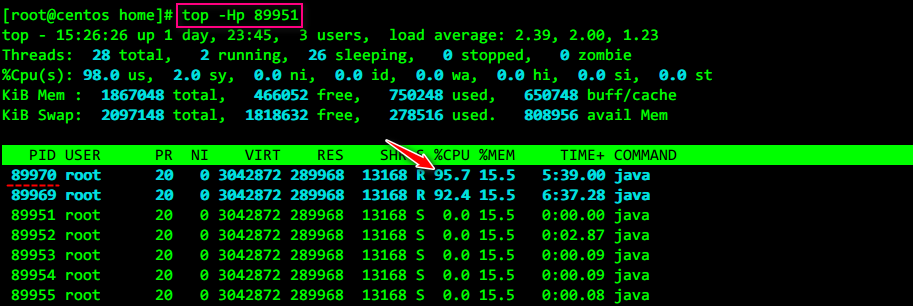 [root@centos home]# top -Hp 89951
top - 15:26:26 up 1 day, 23:45,  3 users,  load average: 2.39, 2.00, 1.23
Threads:  28 total,   2 running,  26 sleeping,   0 stopped,   0 zombie
%Cpu(s): 98.0 us,  2.0 sy,  0.0 ni,  0.0 id,  0.0 wa,  0.0 hi,  0.0 si,  0.0 st
KiB Mem :  1867048 total,   466052 free,   750248 used,   650748 buff/cache
KiB Swap:  2097148 total,  1818632 free,   278516 used.   808956 avail Mem
PID USER      PR  NI    VIRT    RES    SHR S %CPU %MEM     TIME+ COMMAND
89970 root      20   0 3042872 289968  13168 R 95.7 15.5   5:39.00 java
89969 root      20   0 3042872 289968  13168 R 92.4 15.5   6:37.28 java
89951 root      20   0 3042872 289968  13168 S  0.0 15.5   0:00.00 java
89952 root      20   0 3042872 289968  13168 S  0.0 15.5   0:02.87 java
89953 root      20   0 3042872 289968  13168 S  0.0 15.5   0:00.09 java
89954 root      20   0 3042872 289968  13168 S  0.0 15.5   0:00.09 java
89955 root      20   0 3042872 289968  13168 S  0.0 15.5   0:00.08 java